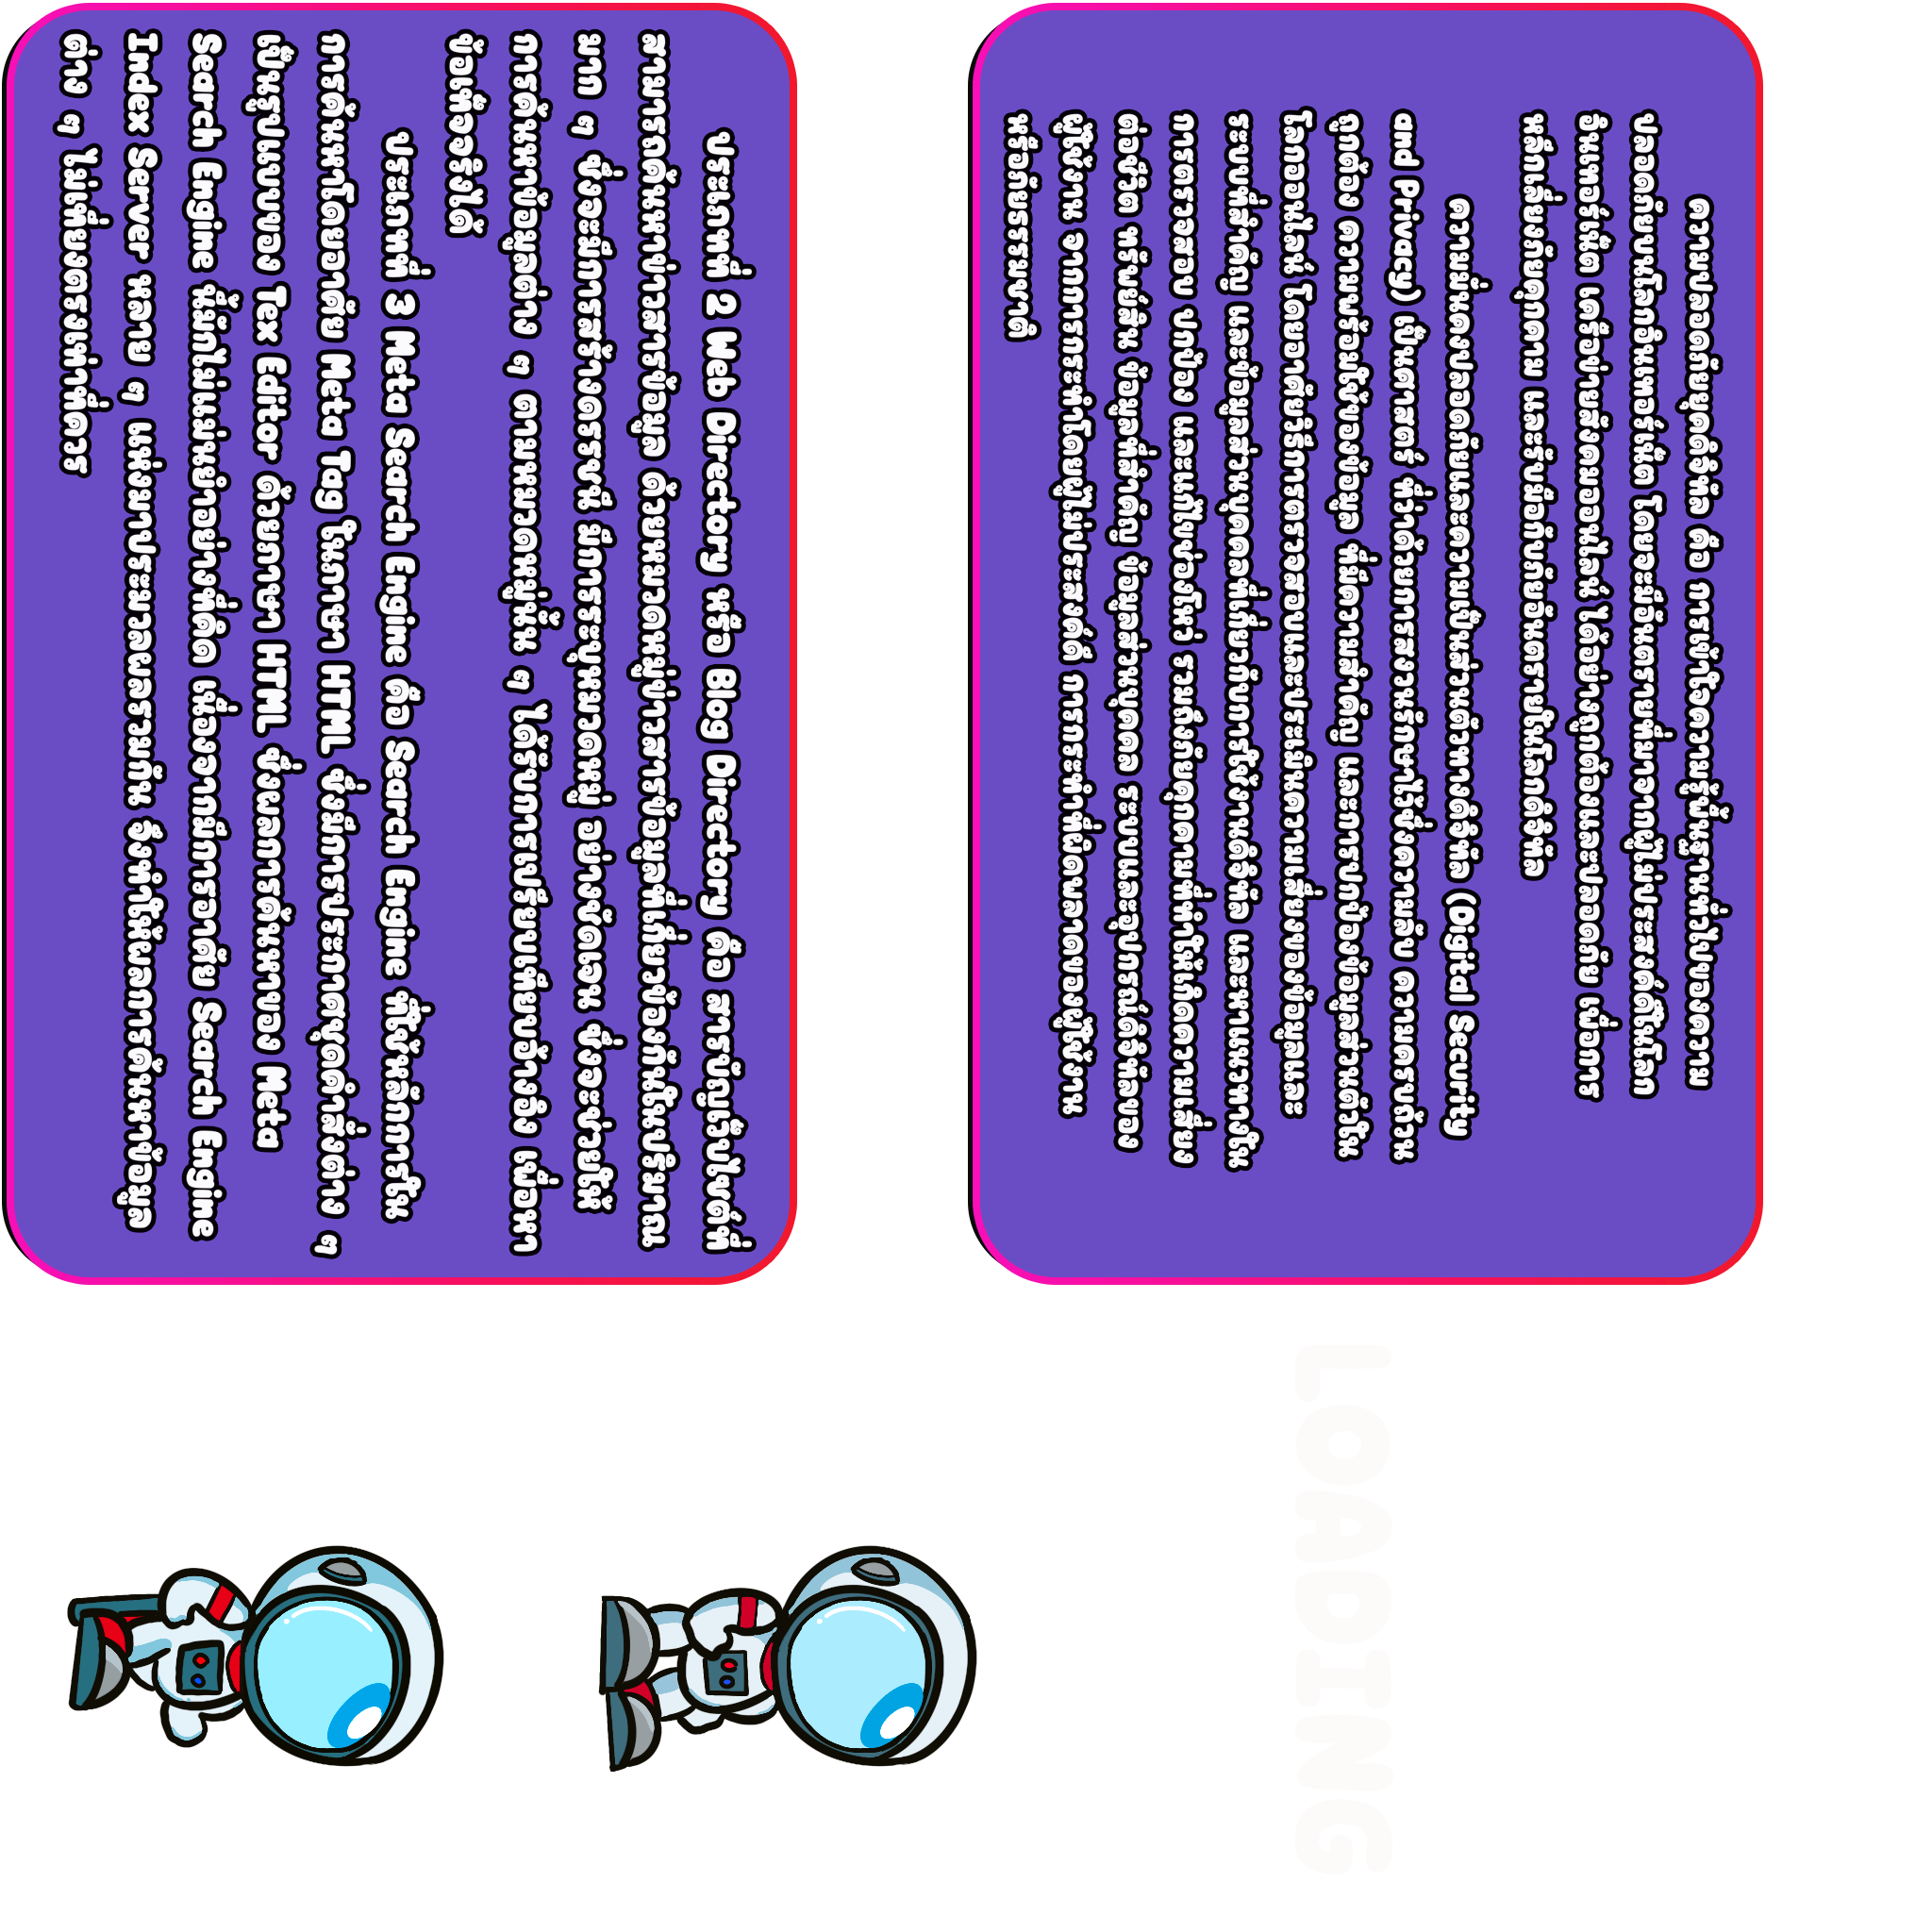 ประเภทที่ 2 Web Directory หรือ Blog Directory คือ สารบัญเว็บไซต์ที่
สามารถค้นหาข่าวสารข้อมูล ด้วยหมวดหมู่ข่าวสารข้อมูลที่เกี่ยวข้องกันในปริมาณ
มาก ๆ ซึ่งจะมีการสร้างดรรชนี มีการระบุหมวดหมู่ อย่างชัดเจน ซึ่งจะช่วยให้
การค้นหาข้อมูลต่าง ๆ ตามหมวดหมู่นั้น ๆ ได้รับการเปรียบเทียบอ้างอิง เพื่อหา
ข้อเท็จจริงได้
ประเภทที่ 3 Meta Search Engine คือ Search Engine ที่ใช้หลักการใน
การค้นหาโดยอาศัย Meta Tag ในภาษา HTML ซึ่งมีการประกาศชุดคำสั่งต่าง ๆ
เป็นรูปแบบของ Tex Editor ด้วยภาษา HTML ซึ่งผลการค้นหาของ Meta
Search Engine นี้มักไม่แม่นยำอย่างที่คิด เนื่องจากมีการอาศัย Search Engine
Index Server หลาย ๆ แห่งมาประมวลผลรวมกัน จึงทำให้ผลการค้นหาข้อมูล
ต่าง ๆ ไม่เที่ยงตรงเท่าที่ควร
ความปลอดภัยยุคดิจิทัล คือ การเข้าใจความรู้พื้นฐานทั่วไปของความ
ปลอดภัยบนโลกอินเทอร์เน็ต โดยจะมีอันตรายที่มาจากผู้ไม่ประสงค์ดีในโลก
อินเทอร์เน็ต เครือข่ายสังคมออนไลน์ ได้อย่างถูกต้องและปลอดภัย เพื่อการ
หลีกเลี่ยงภัยคุกคาม และรับมือกับภัยอันตรายในโลกดิจิทัล
ความมั่นคงปลอดภัยและความเป็นส่วนตัวทางดิจิทัล (Digital Security
and Privacy) เป็นศาสตร์ ที่ว่าด้วยการสงวนรักษาไว้ซึ่งความลับ ความครบถ้วน
ถูกต้อง ความพร้อมใช้ของข้อมูล ที่มีความสำคัญ และการปกป้องข้อมูลส่วนตัวใน
โลกออนไลน์ โดยอาศัยวิธีการตรวจสอบและประเมินความเสี่ยงของข้อมูลและ
ระบบที่สำคัญ และข้อมูลส่วนบุคคลที่เกี่ยวกับการใช้งานดิจิทัล และหาแนวทางใน
การตรวจสอบ ปกป้อง และแก้ไขช่องโหว่ รวมถึงภัยคุกคามที่ก่อให้เกิดความเสี่ยง
ต่อชีวิต ทรัพย์สิน ข้อมูลที่สำคัญ ข้อมูลส่วนบุคคล ระบบและอุปกรณ์ดิจิทัลของ
ผู้ใช้งาน จากการกระทำโดยผู้ไม่ประสงค์ดี การกระทำที่เกิดผลกระทบของผู้ใช้งาน
หรือภัยธรรมชาติ
LOADING